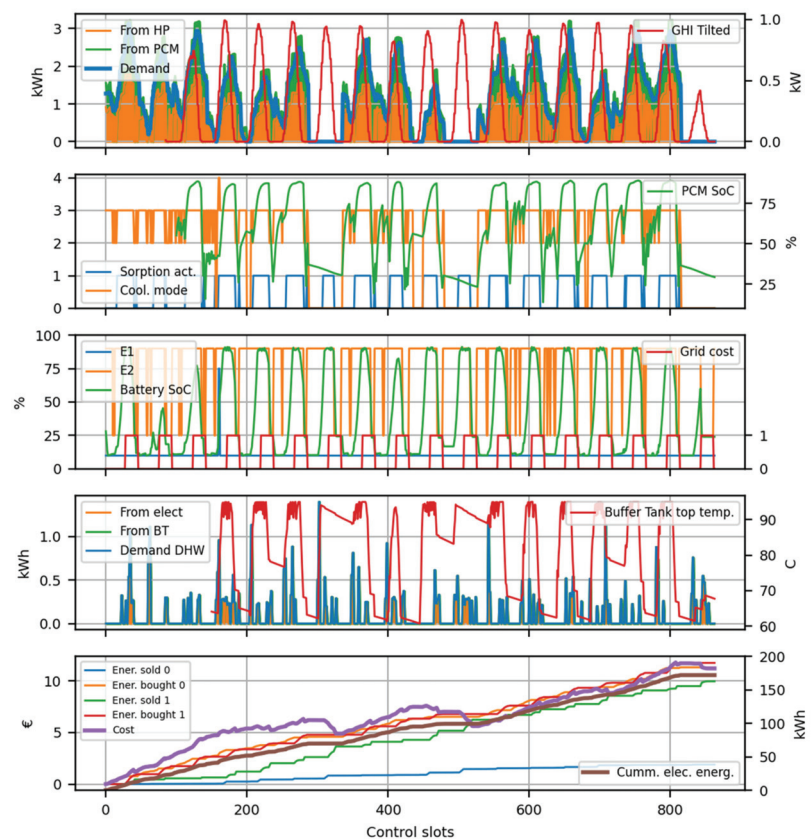 From HP
From PCM
Demand
GHI Tilted
3
2
1
0
kWh
1.0
0.5
0.0
kW
PCM SoC
Sorption act.
Cool. mode
4
3
2
1
0
75
50
25
%
E1
E2
Battery SoC
Grid cost
100
75
50
25
0
%
1
0
From elect
From BT
Demand DHW
Buffer Tank top temp.
1.0
0.5
0.0
kWh
90
80
70
60
C
Ener. sold 0
Ener. bought 0
Ener. sold 1
Ener. bought 1
Cost
Cumm. elec. energ.
10
5
0
€
200
150
100
50
0
kWh
0
200
400
600
800
Control slots